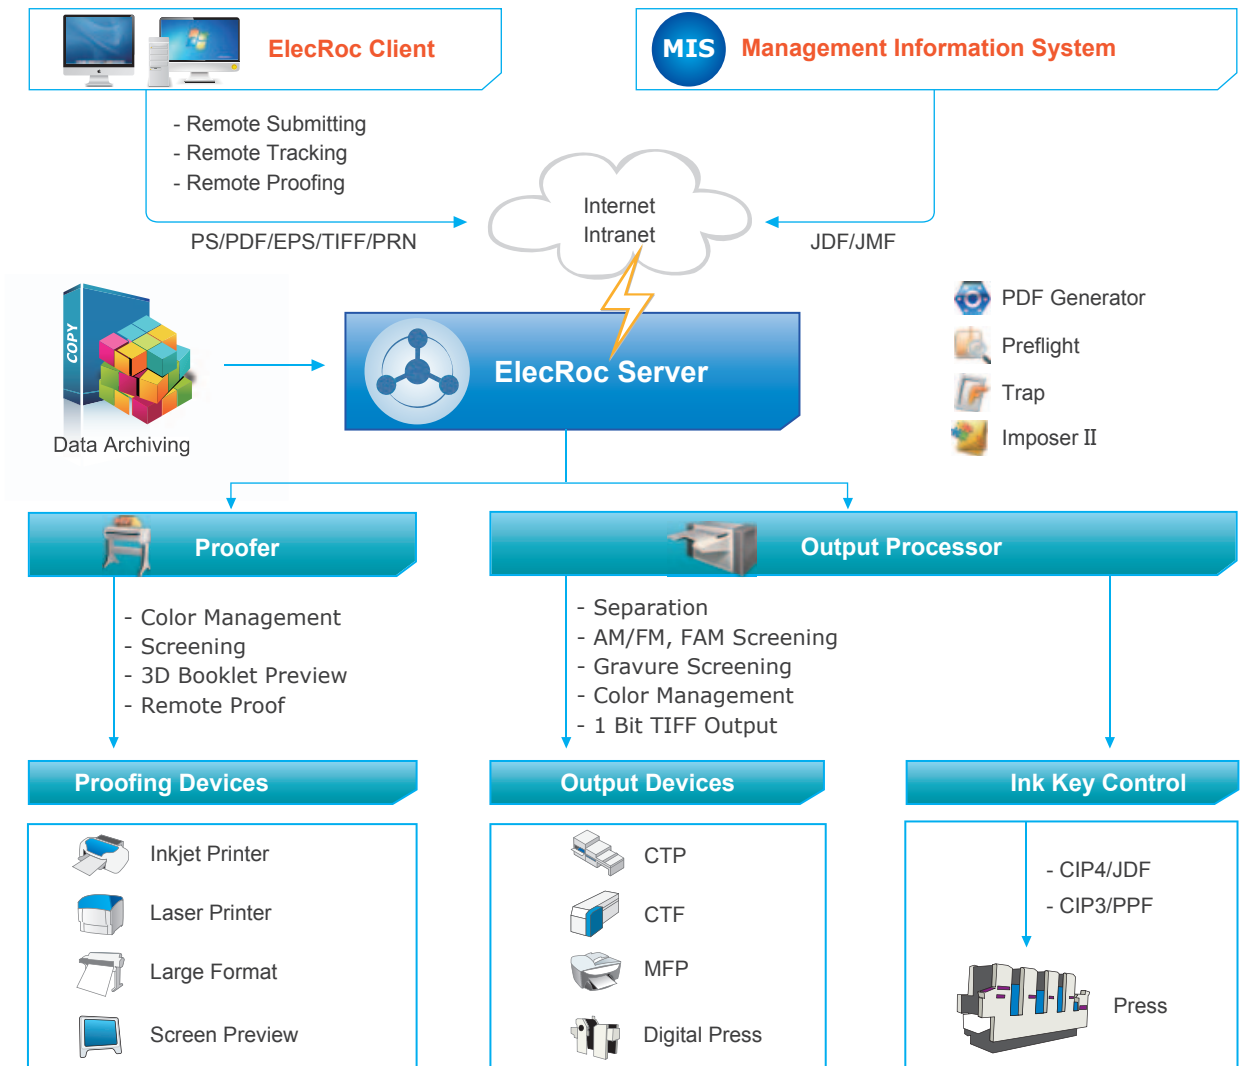 ElecRoc Client
MIS
Management Information System
- Remote Submitting
- Remote Tracking
- Remote Proofing
Internet
Intranet
PS/PDF/EPS/TIFF/PRN
JDF/JMF
COPY
Data Archiving
ElecRoc Server
PDF Generator
Preflight
Trap
Imposer II
Proofer
Output Processor
- Color Management
- Screening
- 3D Booklet Preview
- Remote Proof
- Separation
- AM/FM, FAM Screening
- Gravure Screening
- Color Management
- 1 Bit TIFF Output
Proofing Devices
Output Devices
Ink Key Control
Inkjet Printer
Laser Printer
Large Format
Screen Preview
CTP
CTF
MFP
Digital Press
- CIP4/JDF
- CIP3/PPF
Press